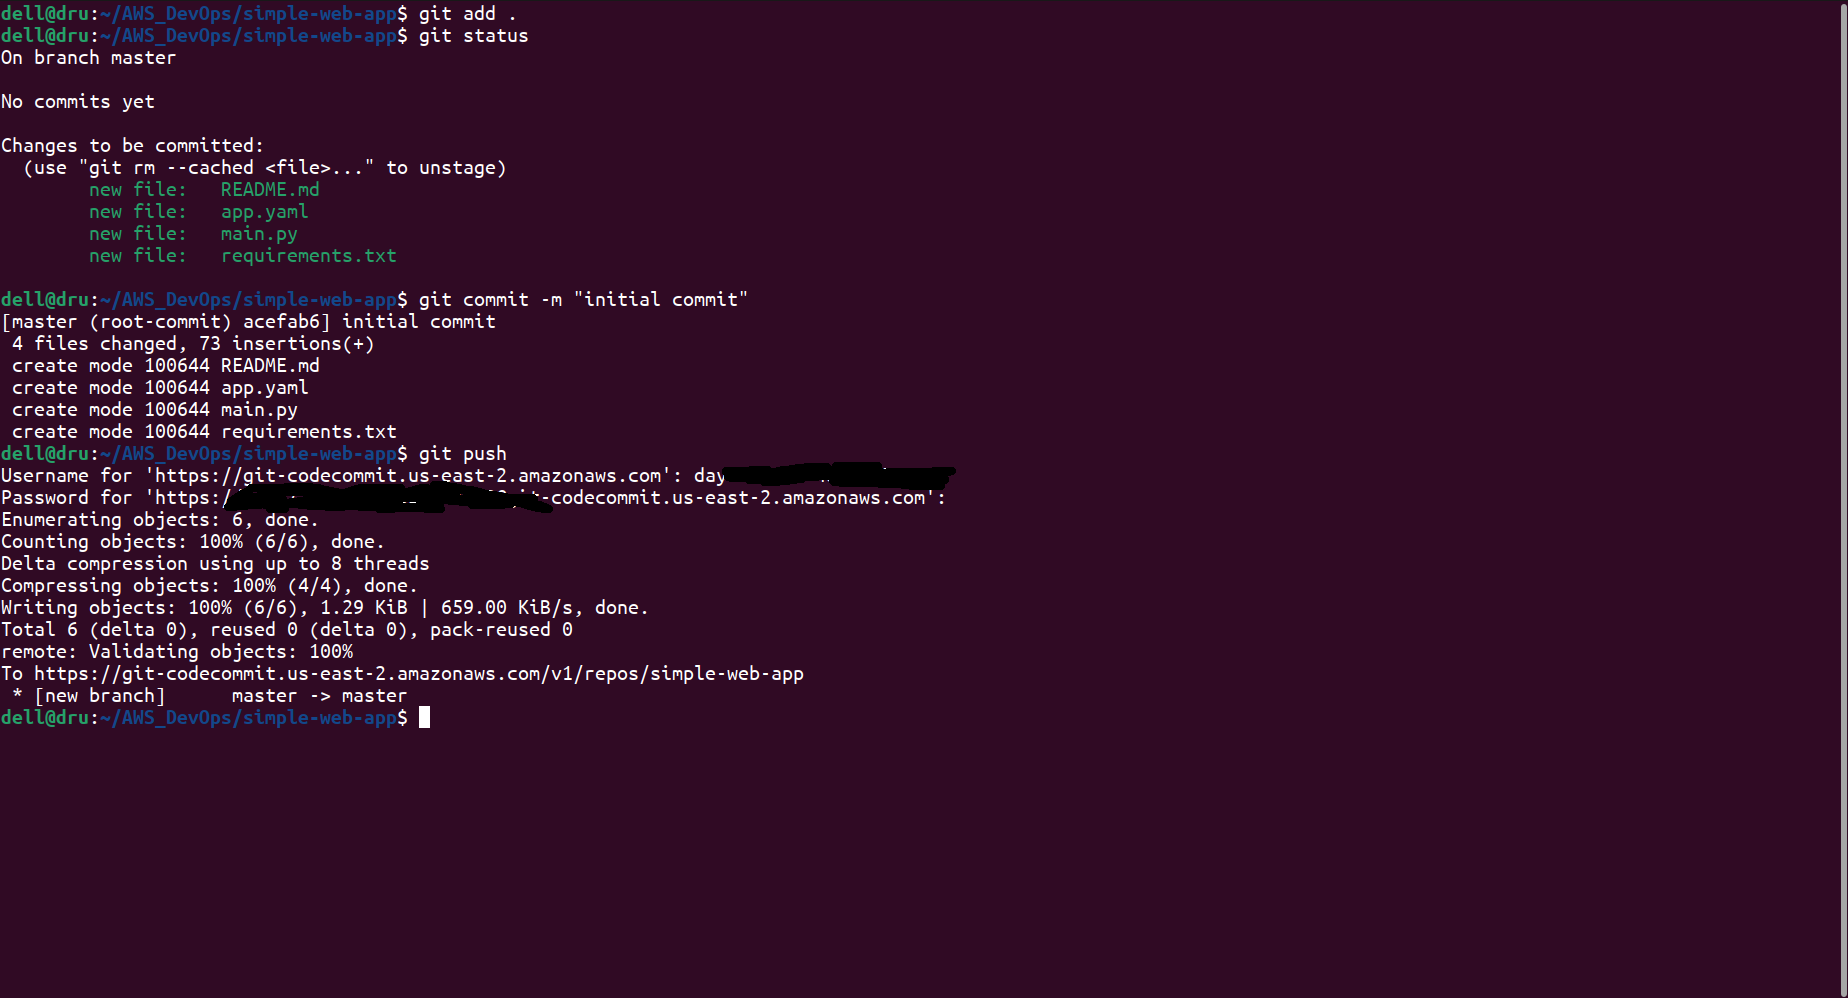 dell@dru:~/AWS_DevOps/simple-web-app$ git add .
dell@dru:~/AWS_DevOps/simple-web-app$ git status
On branch master
No commits yet
Changes to be committed:
  (use "git rm --cached <file>..." to unstage)
        new file:   README.md
        new file:   app.yaml
        new file:   main.py
        new file:   requirements.txt
dell@dru:~/AWS_DevOps/simple-web-app$ git commit -m "initial commit"
[master (root-commit) acefab6] initial commit
 4 files changed, 73 insertions(+)
 create mode 100644 README.md
 create mode 100644 app.yaml
 create mode 100644 main.py
 create mode 100644 requirements.txt
dell@dru:~/AWS_DevOps/simple-web-app$ git push
Username for 'https://git-codecommit.us-east-2.amazonaws.com': day
Password for 'https:/ -codecommit.us-east-2.amazonaws.com':
Enumerating objects: 6, done.
Counting objects: 100% (6/6), done.
Delta compression using up to 8 threads
Compressing objects: 100% (4/4), done.
Writing objects: 100% (6/6), 1.29 KiB | 659.00 KiB/s, done.
Total 6 (delta 0), reused 0 (delta 0), pack-reused 0
remote: Validating objects: 100%
To https://git-codecommit.us-east-2.amazonaws.com/v1/repos/simple-web-app
 * [new branch]      master -> master
dell@dru:~/AWS_DevOps/simple-web-app$